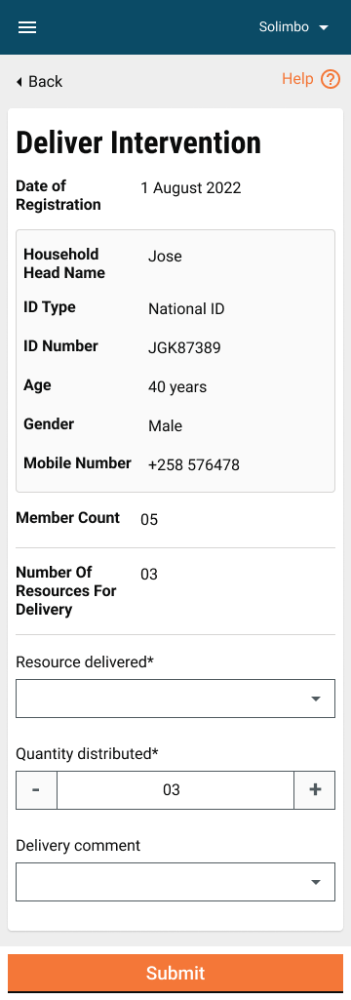 Solimbo
Back
Help
Deliver Intervention
Date of
Registration
1 August 2022
Household
Head Name
Jose
ID Type
National ID
ID Number
JGK87389
Age
40 years
Gender
Male
Mobile Number
+258 576478
Member Count
05
Number Of
Resources For
Delivery
03
Resource delivered*
Quantity distributed*
-
03
+
Delivery comment
Submit